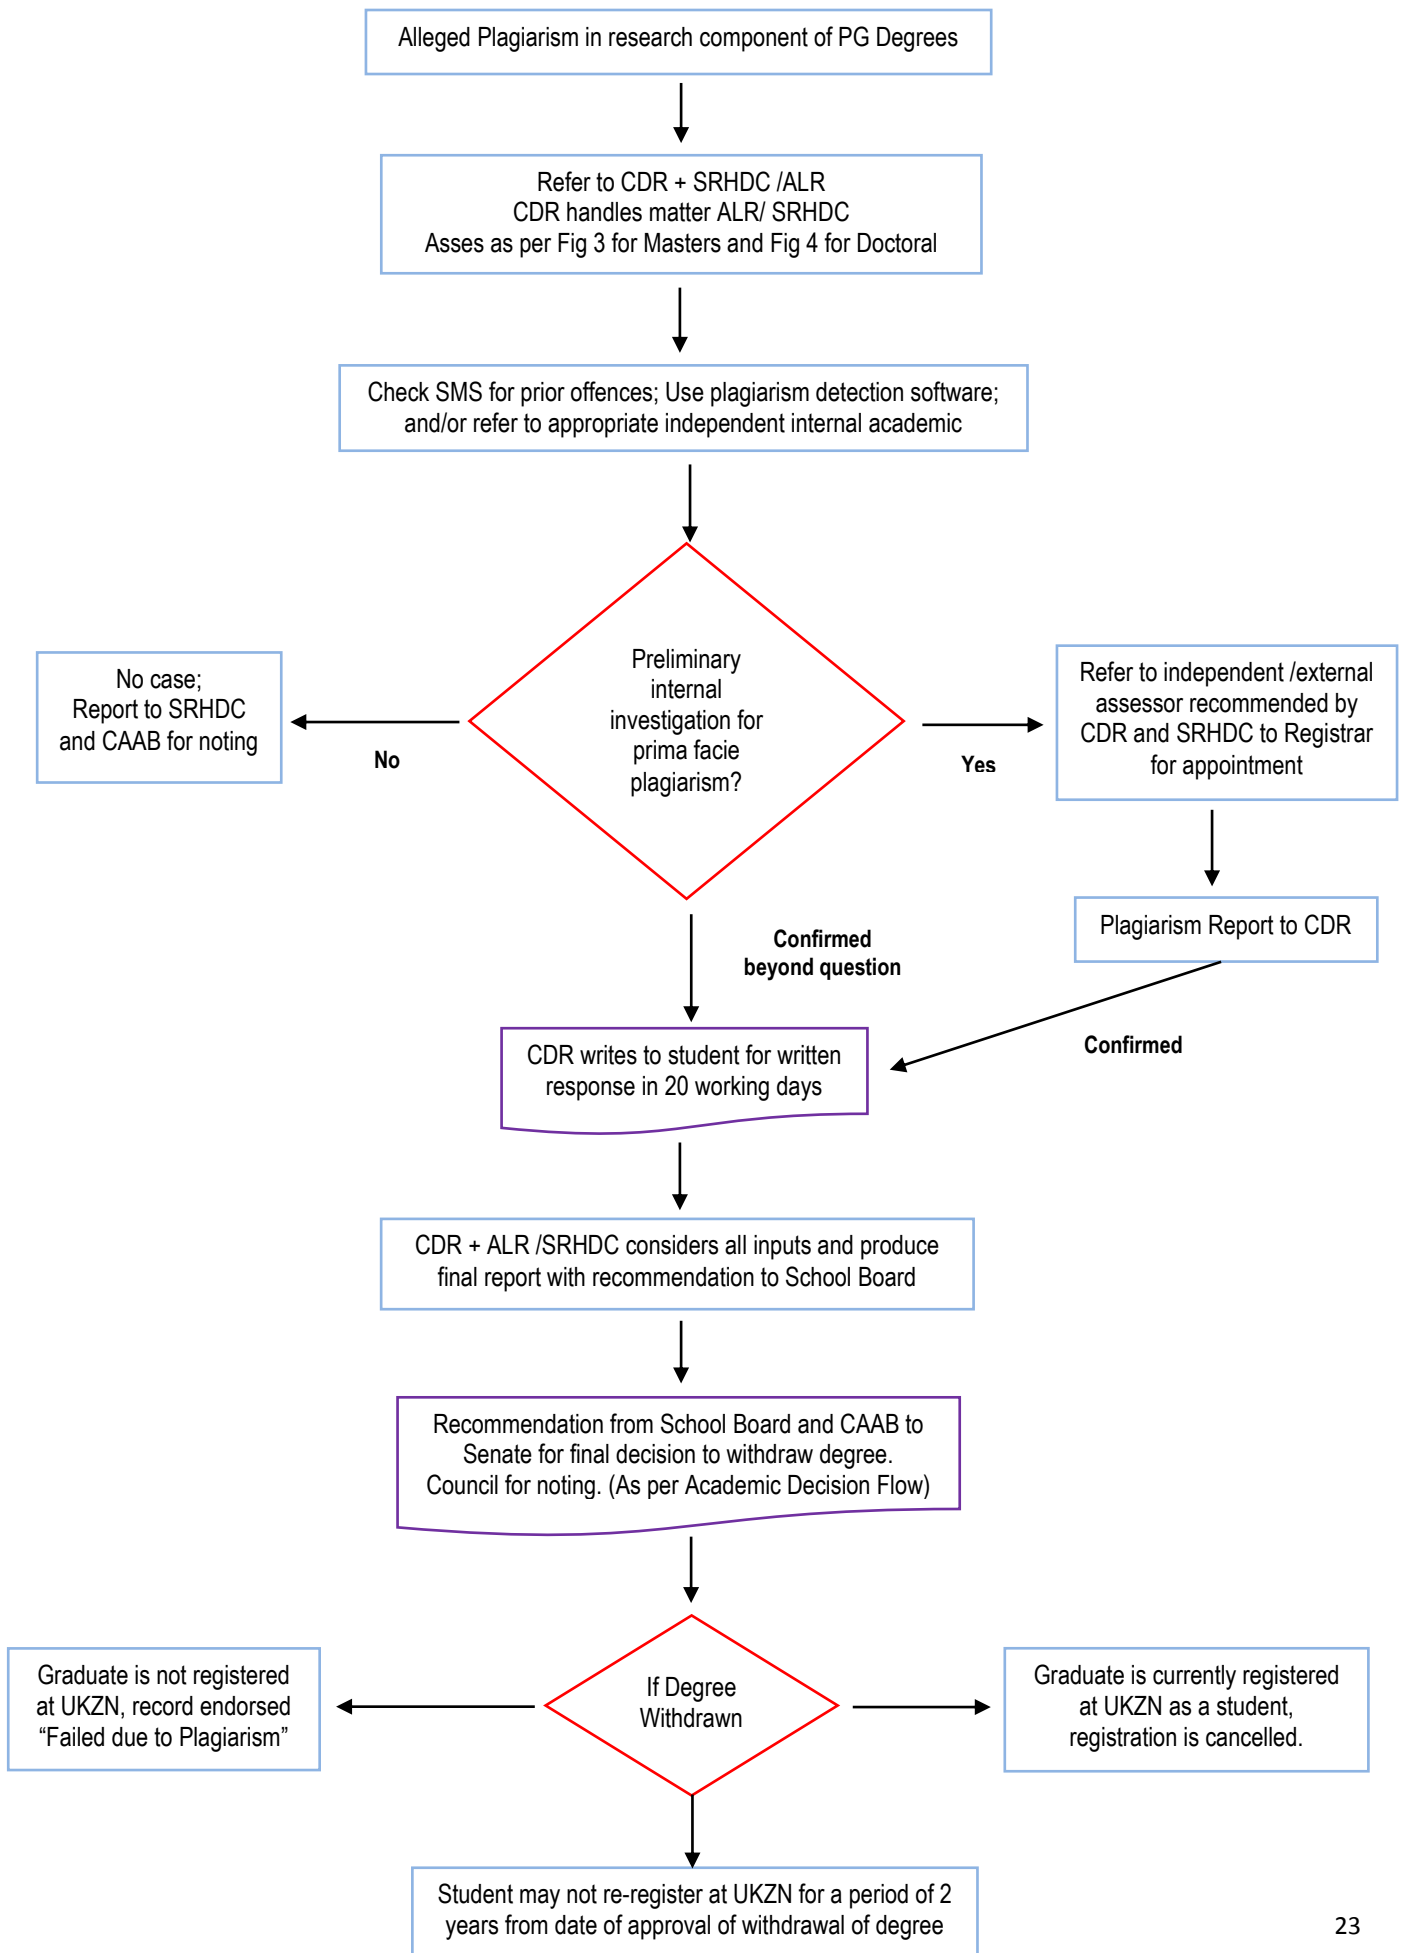 Alleged Plagiarism in research component of PG Degrees
Refer to CDR + SRHDC /ALR
CDR handles matter ALR/ SRHDC
Asses as per Fig 3 for Masters and Fig 4 for Doctoral
Check SMS for prior offences; Use plagiarism detection software;
and/or refer to appropriate independent internal academic
Preliminary
internal
investigation for
prima facie
plagiarism?
No case;
Report to SRHDC
and CAAB for noting
No
Yes
Refer to independent /external
assessor recommended by
CDR and SRHDC to Registrar
for appointment
Confirmed
beyond question
Plagiarism Report to CDR
Confirmed
CDR writes to student for written
response in 20 working days
CDR + ALR /SRHDC considers all inputs and produce
final report with recommendation to School Board
Recommendation from School Board and CAAB to
Senate for final decision to withdraw degree.
Council for noting. (As per Academic Decision Flow)
If Degree
Withdrawn
Graduate is not registered
at UKZN, record endorsed
“Failed due to Plagiarism”
Graduate is currently registered
at UKZN as a student,
registration is cancelled.
Student may not re-register at UKZN for a period of 2
years from date of approval of withdrawal of degree
23